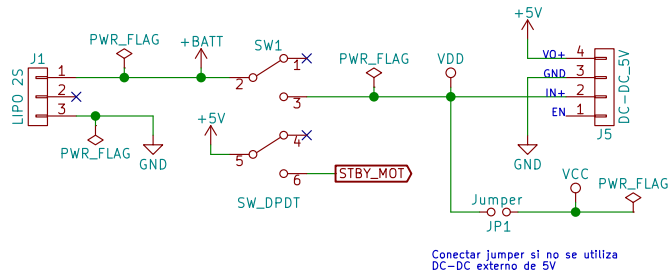 PWR_FLAG
+BATT
SW1
J1
LIPO 2S
1
2
3
PWR_FLAG
GND
2
1
3
+5V
5
4
6
SW_DPDT
STBY_MOT
PWR_FLAG
VDD
+5V
VO+
GND
IN+
EN
4
3
2
1
DC-DC_5V
J5
GND
Jumper
JP1
VCC
PWR_FLAG
Conectar jumper si no se utiliza
DC-DC externo de 5V